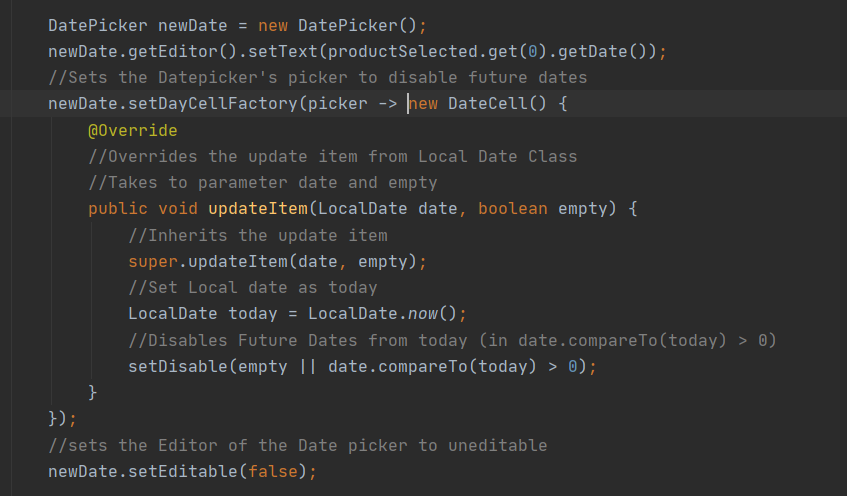 DatePicker newDate = new DatePicker();
newDate.getEditor().setText(productSelected.get(0).getDate());
//Sets the Datepicker's picker to disable future dates
newDate.setDayCellFactory(picker -> new DateCell() {
@Override
//Overrides the update item from Local Date Class
//Takes to parameter date and empty
public void updateItem(LocalDate date, boolean empty) {
//Inherits the update item
super.updateItem(date, empty);
//Set Local date as today
LocalDate today = LocalDate.now();
//Disables Future Dates from today (in date.compareTo(today) > 0)
setDisable(empty || date.compareTo(today) > 0);
}
});
//sets the Editor of the Date picker to uneditable
newDate.setEditable(false);